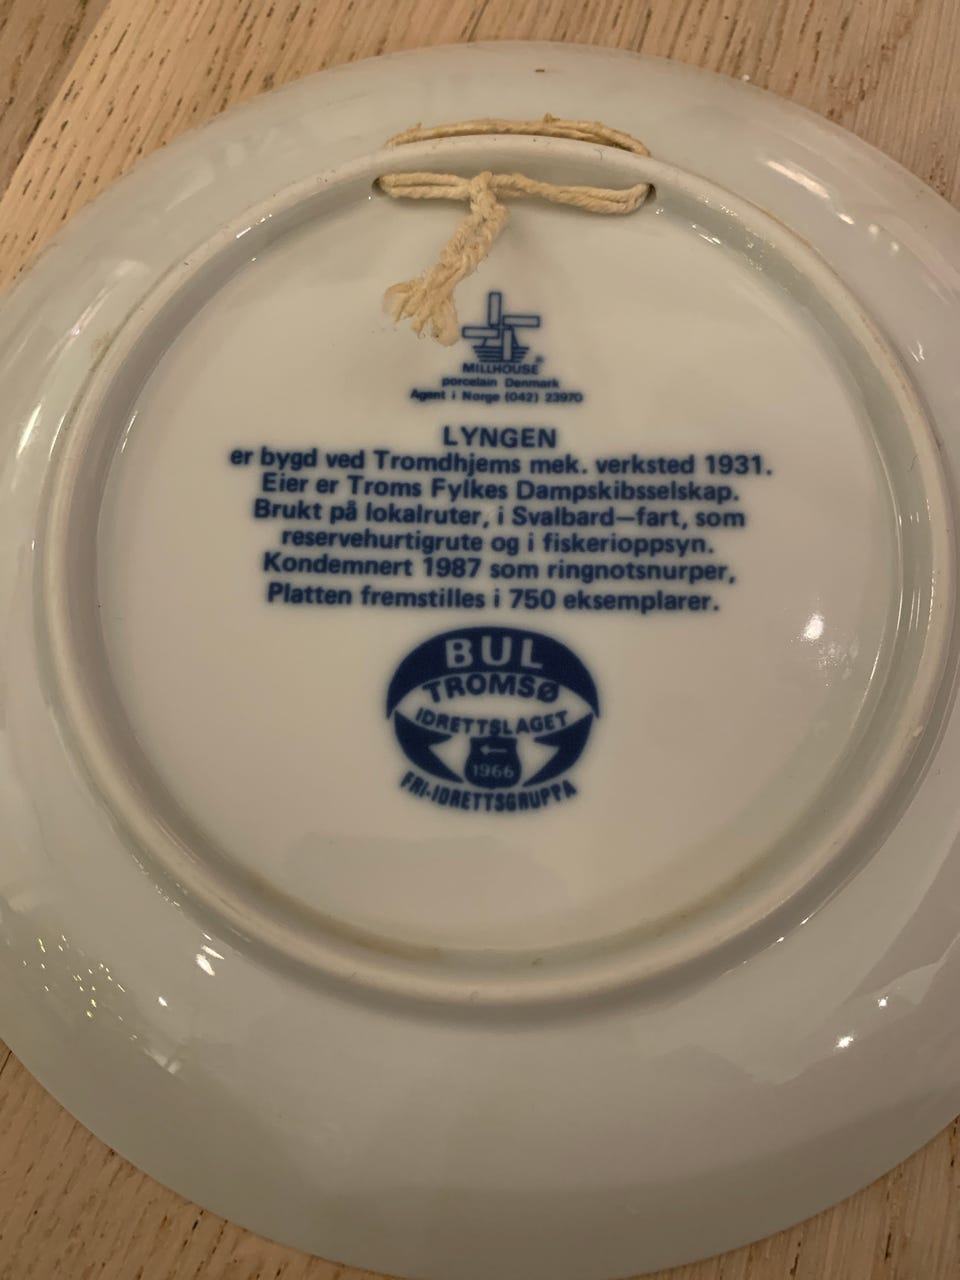 MILLHOUSE ®
porcelain Denmark
Agent i Norge (042) 23970
LYNGEN
er bygd ved Tromdhjems mek. verksted 1931.
Eier er Troms Fylkes Dampskibsselskap.
Brukt på lokalruter, i Svalbard—fart, som
reservehurtigrute og i fiskerioppsyn.
Kondemnert 1987 som ringnotsnurper,
Platten fremstilles i 750 eksemplarer.
BUL
TROMSØ
IDRETTSLAGET
1966
FRI-IDRETTSGRUPPA